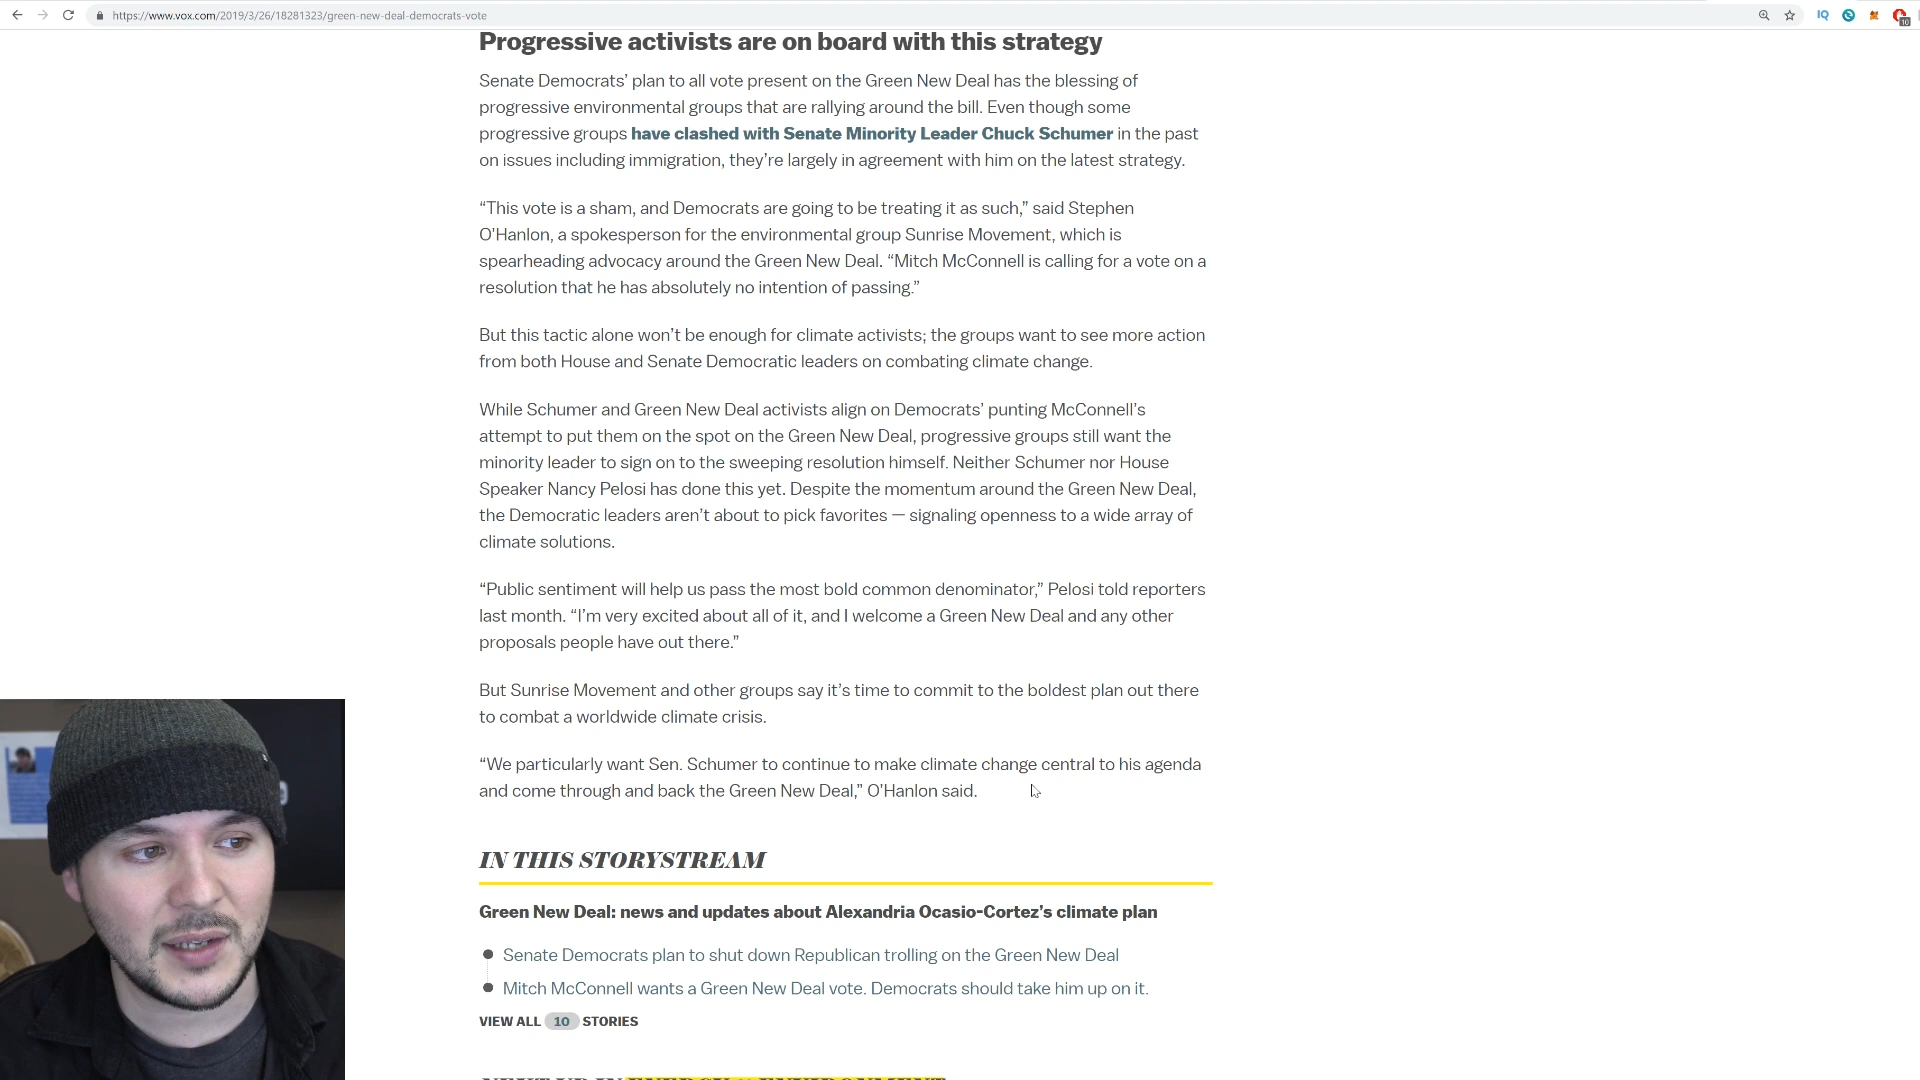 https://www.vox.com/2019/3/26/18281323/green-new-deal-democrats-vote
IQ
10
Progressive activists are on board with this strategy
Senate Democrats’ plan to all vote present on the Green New Deal has the blessing of
progressive environmental groups that are rallying around the bill. Even though some
progressive groups have clashed with Senate Minority Leader Chuck Schumer in the past
on issues including immigration, they’re largely in agreement with him on the latest strategy.
“This vote is a sham, and Democrats are going to be treating it as such,” said Stephen
O’Hanlon, a spokesperson for the environmental group Sunrise Movement, which is
spearheading advocacy around the Green New Deal. “Mitch McConnell is calling for a vote on a
resolution that he has absolutely no intention of passing.”
But this tactic alone won’t be enough for climate activists; the groups want to see more action
from both House and Senate Democratic leaders on combating climate change.
While Schumer and Green New Deal activists align on Democrats’ punting McConnell’s
attempt to put them on the spot on the Green New Deal, progressive groups still want the
minority leader to sign on to the sweeping resolution himself. Neither Schumer nor House
Speaker Nancy Pelosi has done this yet. Despite the momentum around the Green New Deal,
the Democratic leaders aren’t about to pick favorites — signaling openness to a wide array of
climate solutions.
“Public sentiment will help us pass the most bold common denominator,” Pelosi told reporters
last month. “I’m very excited about all of it, and I welcome a Green New Deal and any other
proposals people have out there.”
But Sunrise Movement and other groups say it’s time to commit to the boldest plan out there
to combat a worldwide climate crisis.
“We particularly want Sen. Schumer to continue to make climate change central to his agenda
and come through and back the Green New Deal,” O’Hanlon said.
IN THIS STORYSTREAM
Green New Deal: news and updates about Alexandria Ocasio-Cortez’s climate plan
Senate Democrats plan to shut down Republican trolling on the Green New Deal
Mitch McConnell wants a Green New Deal vote. Democrats should take him up on it.
VIEW ALL 10 STORIES
NEXT UP IN ENERGY & ENVIRONMENT